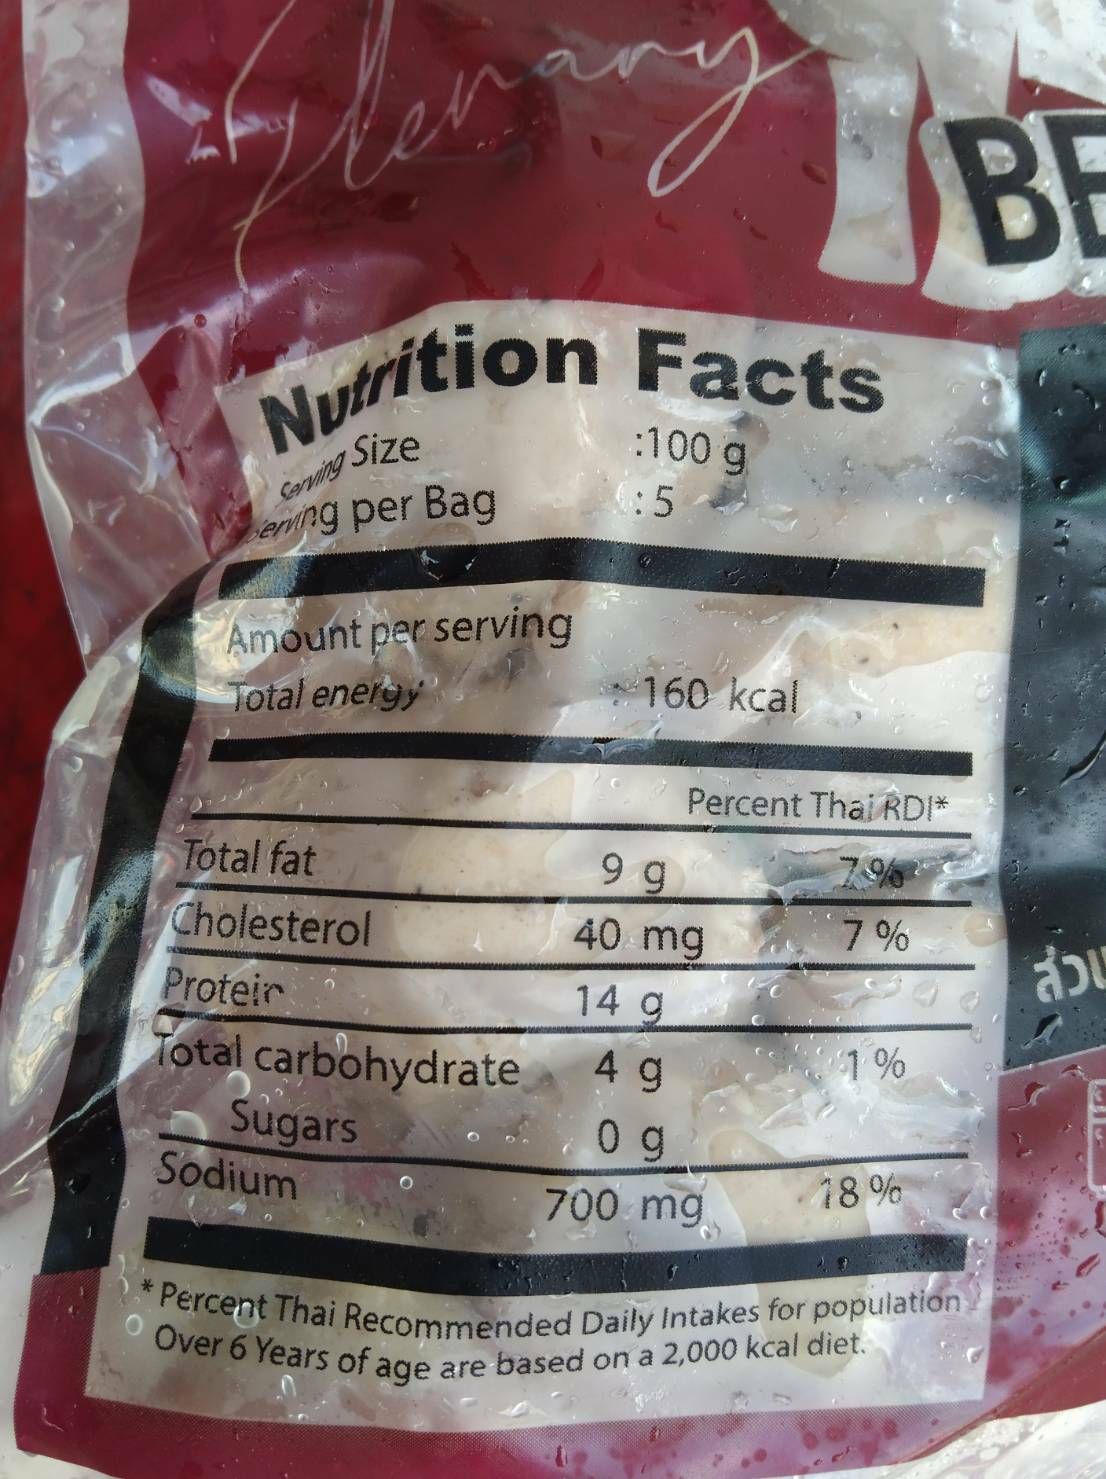 Plenary
BE
Nutrition Facts
Serving Size :100 g
Serving per Bag : 5
Amount per serving
Total energy : 160 kcal
Percent Thai RDI*
Total fat 9 g 7 %
Cholesterol 40 mg 7 %
Protein 14 g
Total carbohydrate 4 g 1 %
Sugars 0 g
Sodium 700 mg 18 %
* Percent Thai Recommended Daily Intakes for population
Over 6 Years of age are based on a 2,000 kcal diet.